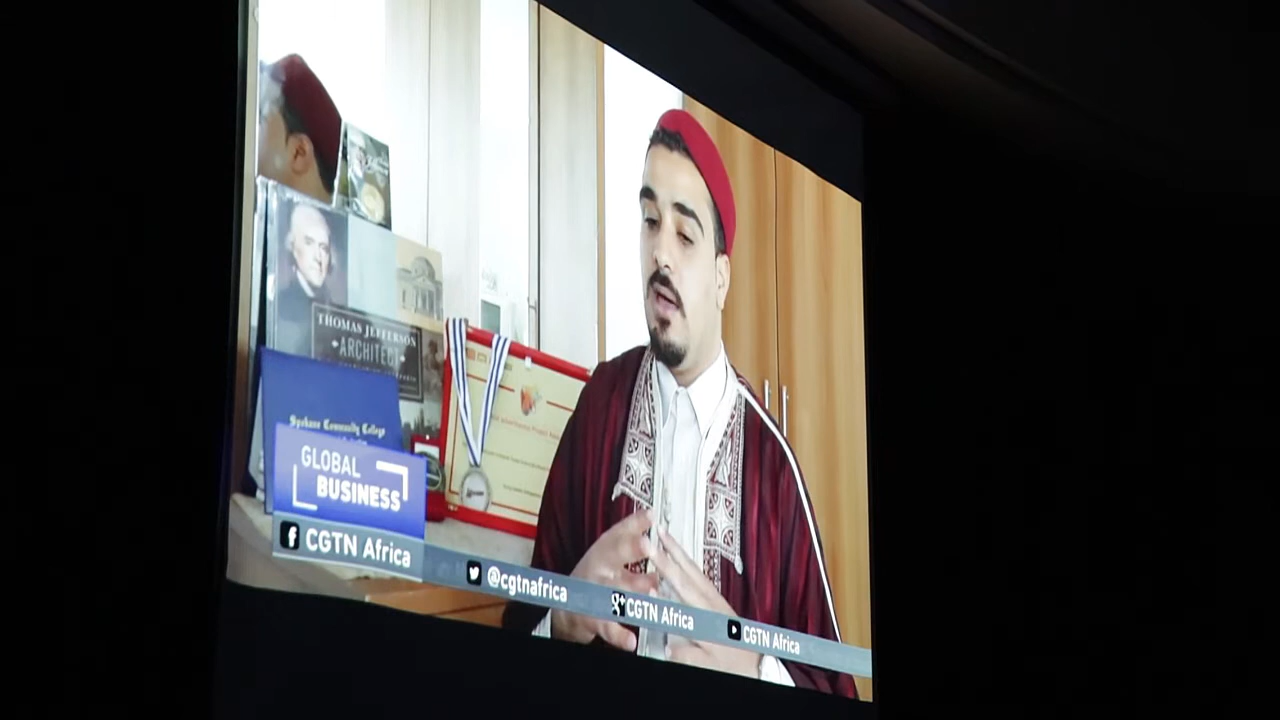 THOMAS JEFFERSON
ARCHITECT
Spokane Community College
GLOBAL
BUSINESS
CGTN Africa
@cgtnafrica
CGTN Africa
CGTN Africa